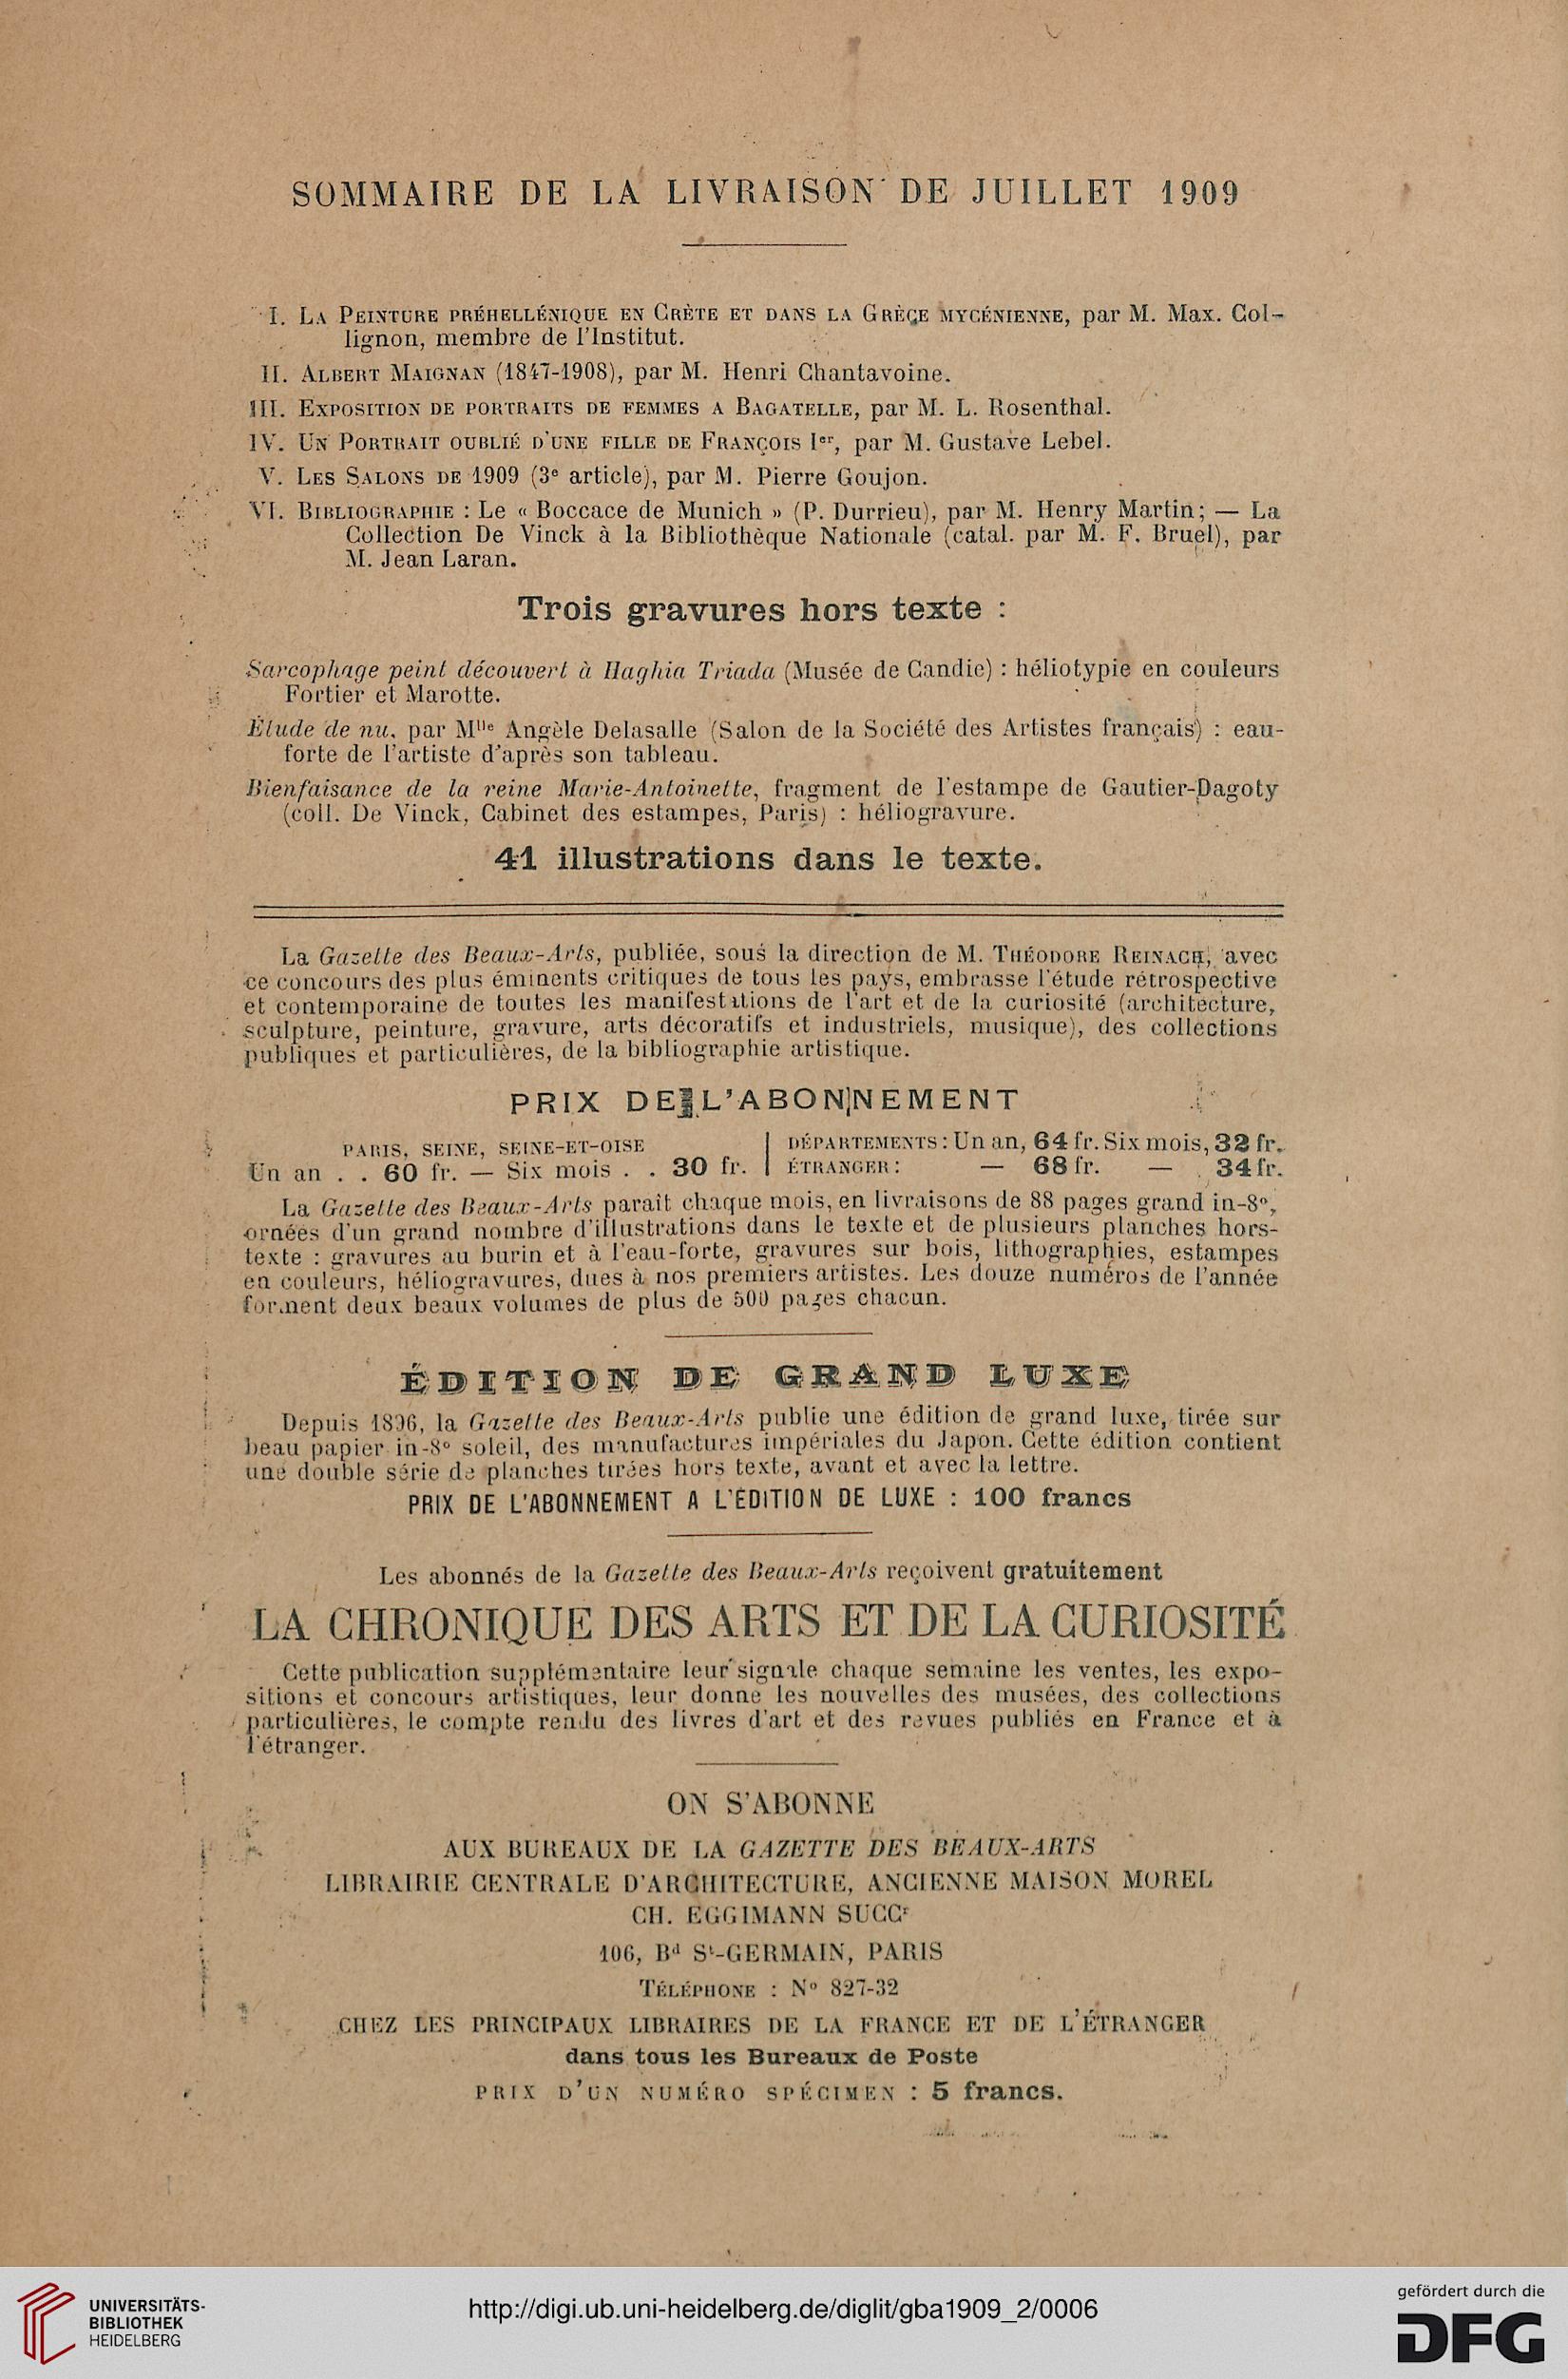 SOMMAIRE DE LA LIVRAISON DE JUILLET 1909
I. La Peinture préhellénique en Crète et dans la Grèce mycénienne, par M. Max. Col-
lignon, membre de l'Institut.
II. Albert Maignan (1847-1908), par M. Henri Chantavoine.
III. Exposition de portraits de femmes a Bagatelle, par M. L. Rosenthal.
IV. Un Portrait oublié d'une fille de François Ier, par M. Gustave Lebel.
V. Les Salons de 1909 (3e article), par M. Pierre Goujon.
VI. Bibliographie : Le « Boccace de Munich » (P. Durrieu), par M. Henry Martin; — La
Collection De Vinck à la Bibliothèque Nationale (catal. par M. F. Bruel), par
M. Jean Laran.
Trois gravures hors texte :
Sarcophage peint découvert à Haghia Triada (Musée de Candie) : héliotypie en couleurs
Fortier et Marotte.
Étude de nu, par Mlle Angèle Delasalle (Salon de la Société des Artistes français) : eau-
forte de l'artiste d'après son tableau.
Bienfaisance de la reine Marie-Antoinette, fragment de l'estampe de Gautier-Dagoty
(coll. De Vinck, Cabinet des estampes, Paris) : héliogravure.
41 illustrations dans le texte.
La Gazette des Beaux-Arts, publiée, sous la direction de M. Théodore Reinach, avec
ce concours des plus éminents critiques de tous les pays, embrasse l'étude rétrospective
et contemporaine de toutes les manifestations de l'art et de la curiosité (architecture,
sculpture, peinture, gravure, arts décoratifs et industriels, musique), des collections
publiques et particulières, de la bibliographie artistique.
PRIX DE L'ABONNEMENT
PARIS, SEINE, SEINE-ET-OISE
Un an . . 60 fr. — Six mois . . 30 fr.
DÉPARTEMENTS : Un an, 64 fr. Six mois, 32 fr.
ÉTRANGER : — 68 fr. — 34 fr.
La Gazette des Beaux-Arts paraît chaque mois, en livraisons de 88 pages grand in-8o,
ornées d'un grand nombre d'illustrations dans le texte et de plusieurs planches hors-
texte : gravures au burin et à l'eau-forte, gravures sur bois, lithographies, estampes
en couleurs, héliogravures, dues à nos premiers artistes. Les douze numéros de l'année
forment deux beaux volumes de plus de 500 pages chacun.
ÉDITION DE GRAND LUXE
Depuis 1896, la Gazette des Beaux-Arts publie une édition de grand luxe, tirée sur
beau papier in-8o soleil, des manufactures impériales du Japon. Cette édition contient
une double série de planches tirées hors texte, avant et avec la lettre.
PRIX DE L'ABONNEMENT A L'ÉDITION DE LUXE : 100 francs
Les abonnés de la Gazette des Beaux-Arts reçoivent gratuitement
LA CHRONIQUE DES ARTS ET DE LA CURIOSITÉ
Cette publication supplémentaire leur signale chaque semaine les ventes, les expo-
sitions et concours artistiques, leur donne les nouvelles des musées, des collections
particulières, le compte rendu des livres d'art et des revues publiés en France et à
l'étranger.
ON S'ABONNE
AUX BUREAUX DE LA GAZETTE DES BEAUX-ARTS
LIBRAIRIE CENTRALE D'ARCHITECTURE, ANCIENNE MAISON MOREL
CH. EGGIMANN SUCCr
106, Bd St-GERMAIN, PARIS
Téléphone : No 827-32
CHEZ LES PRINCIPAUX LIBRAIRES DE LA FRANCE ET DE L'ÉTRANGER
dans tous les Bureaux de Poste
PRIX D'UN NUMÉRO SPÉCIMEN : 5 francs.
UNIVERSITÄTS-
BIBLIOTHEK
HEIDELBERG
http://digi.ub.uni-heidelberg.de/diglit/gba1909_2/0006
gefördert durch die
DFG